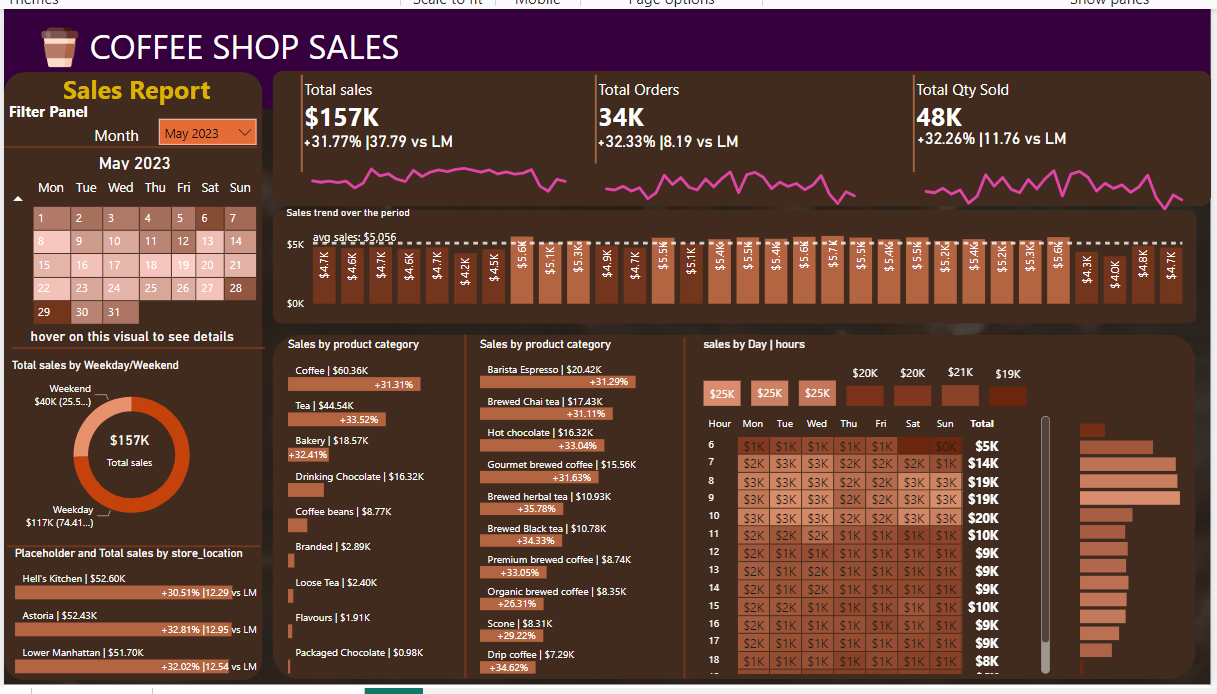 Themes
Scale to fit
Mobile
Page options
Show panes
COFFEE SHOP SALES
Sales Report
Filter Panel
Month
May 2023
May 2023
Mon Tue Wed Thu Fri Sat Sun
1 2 3 4 5 6 7
8 9 10 11 12 13 14
15 16 17 18 19 20 21
22 23 24 25 26 27 28
29 30 31
hover on this visual to see details
Total sales by Weekday/Weekend
Weekend
$40K (25.5...)
$157K
Total sales
Weekday
$117K (74.41...)
Placeholder and Total sales by store_location
Hell's Kitchen | $52.60K
+30.51% |12.29 vs LM
Astoria | $52.43K
+32.81% |12.95 vs LM
Lower Manhattan | $51.70K
+32.02% |12.54 vs LM
Total sales
$157K
+31.77% |37.79 vs LM
Total Orders
34K
+32.33% |8.19 vs LM
Total Qty Sold
48K
+32.26% |11.76 vs LM
Sales trend over the period
avg sales: $5,056
$5K
$0K
$4.7K $4.6K $4.7K $4.6K $4.7K $4.2K $4.5K $5.6K $5.1K $5.3K $4.9K $4.7K $5.5K $5.1K $5.4K $5.5K $5.4K $5.6K $5.7K $5.5K $5.4K $5.5K $5.2K $5.4K $5.2K $5.3K $5.6K $4.3K $4.0K $4.8K $4.7K
Sales by product category
Coffee | $60.36K
+31.31%
Tea | $44.54K
+33.52%
Bakery | $18.57K
+32.41%
Drinking Chocolate | $16.32K
Coffee beans | $8.77K
Branded | $2.89K
Loose Tea | $2.40K
Flavours | $1.91K
Packaged Chocolate | $0.98K
Sales by product category
Barista Espresso | $20.42K
+31.29%
Brewed Chai tea | $17.43K
+31.11%
Hot chocolate | $16.32K
+33.04%
Gourmet brewed coffee | $15.56K
+31.63%
Brewed herbal tea | $10.93K
+35.78%
Brewed Black tea | $10.78K
+34.33%
Premium brewed coffee | $8.74K
+33.05%
Organic brewed coffee | $8.35K
+26.31%
Scone | $8.31K
+29.22%
Drip coffee | $7.29K
+34.62%
sales by Day | hours
$25K $25K $25K $20K $20K $21K $19K
Hour Mon Tue Wed Thu Fri Sat Sun Total
6 $1K $1K $1K $1K $1K $0K $5K
7 $2K $3K $3K $2K $2K $2K $1K $14K
8 $3K $3K $3K $2K $2K $3K $3K $19K
9 $3K $3K $3K $2K $2K $3K $3K $19K
10 $3K $3K $3K $2K $2K $3K $3K $20K
11 $2K $2K $2K $1K $1K $1K $1K $10K
12 $2K $1K $1K $1K $1K $1K $1K $9K
13 $2K $1K $2K $1K $1K $1K $1K $9K
14 $2K $2K $2K $1K $1K $1K $1K $9K
15 $2K $2K $1K $1K $1K $1K $1K $10K
16 $2K $1K $1K $1K $1K $1K $1K $9K
17 $2K $1K $1K $1K $1K $1K $1K $9K
18 $1K $1K $1K $1K $1K $1K $1K $8K